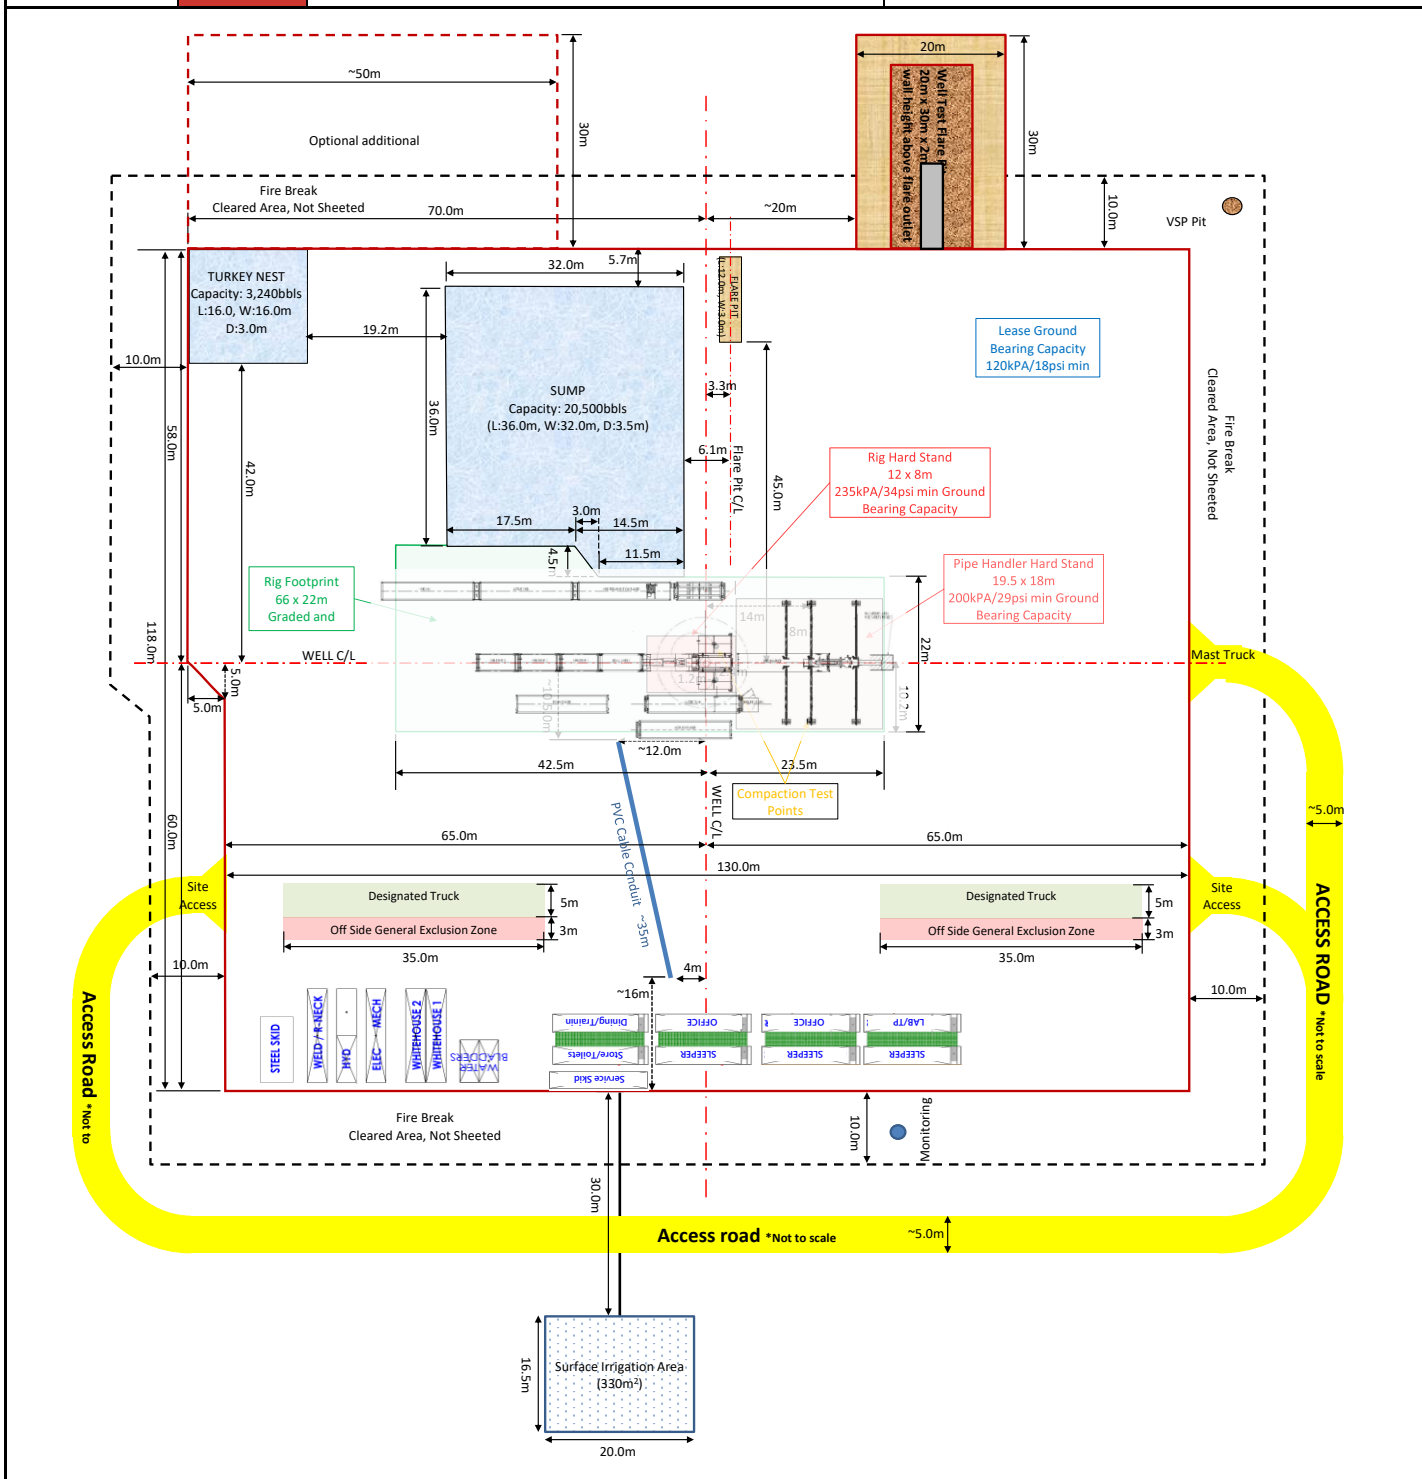 ~50m
20m
Optional additional
30m
Well Test Flare
20m x 30m x 2m
wall height above flare outlet
30m
Fire Break
Cleared Area, Not Sheeted
70.0m
~20m
10.0m
VSP Pit
5.7m
32.0m
TURKEY NEST
Capacity: 3,240bbls
L:16.0, W:16.0m
D:3.0m
19.2m
10.0m
FLARE PIT
(L:12.0m, W:3.0m)
Lease Ground
Bearing Capacity
120kPA/18psi min
Fire Break
Cleared Area, Not Sheeted
3.3m
SUMP
Capacity: 20,500bbls
(L:36.0m, W:32.0m, D:3.5m)
36.0m
58.0m
42.0m
6.1m
Flare Pit C/L
45.0m
Rig Hard Stand
12 x 8m
235kPA/34psi min Ground
Bearing Capacity
3.0m
17.5m
14.5m
4.5m
11.5m
Rig Footprint
66 x 22m
Graded and
Pipe Handler Hard Stand
19.5 x 18m
200kPA/29psi min Ground
Bearing Capacity
14m
8m
22m
118.0m
WELL C/L
Mast Truck
1.2m
5.0m
5.0m
10.2m
~12.0m
42.5m
23.5m
Compaction Test
Points
WELL C/L
PVC Cable Conduit ~35m
60.0m
65.0m
65.0m
~5.0m
130.0m
Site
Access
Designated Truck
5m
Off Side General Exclusion Zone
3m
35.0m
Designated Truck
5m
Off Side General Exclusion Zone
3m
35.0m
Site
Access
ACCESS ROAD *Not to scale
10.0m
4m
~16m
10.0m
Access Road *Not to
STEEL SKID
WELD / R-NECK
HYD
ELEC - MECH
WHITEHOUSE 2
WHITEHOUSE 1
WATER
BLADDERS
Dining/Trainin
Store/Toilets
Service Skid
OFFICE
SLEEPER
OFFICE
SLEEPER
LAB/TP
SLEEPER
Fire Break
Cleared Area, Not Sheeted
10.0m
Monitoring
30.0m
Access road *Not to scale
~5.0m
16.5m
Surface Irrigation Area
(330m²)
20.0m